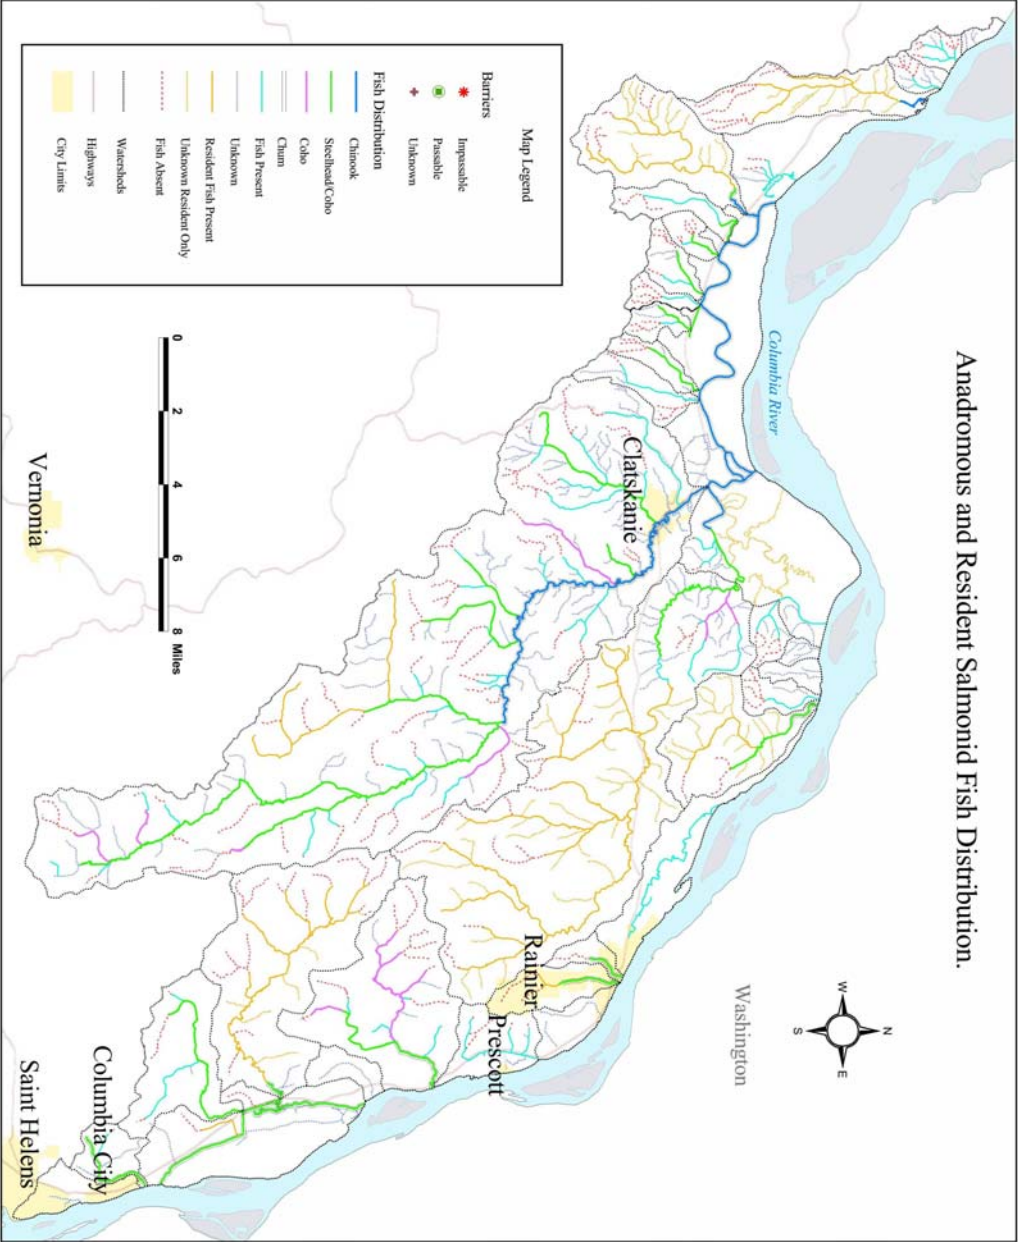 Anadromous and Resident Salmonid Fish Distribution.
Columbia River
Washington
N
W
E
S
Clatskanie
Rainier
Prescott
Columbia City
Saint Helens
Vernonia
Map Legend
Barriers
Impassable
Passable
Unknown
Fish Distribution
Chinook
Steelhead/Coho
Coho
Chum
Fish Present
Unknown
Resident Fish Present
Unknown Resident Only
Fish Absent
Watersheds
Highways
City Limits
0 2 4 6 8 Miles